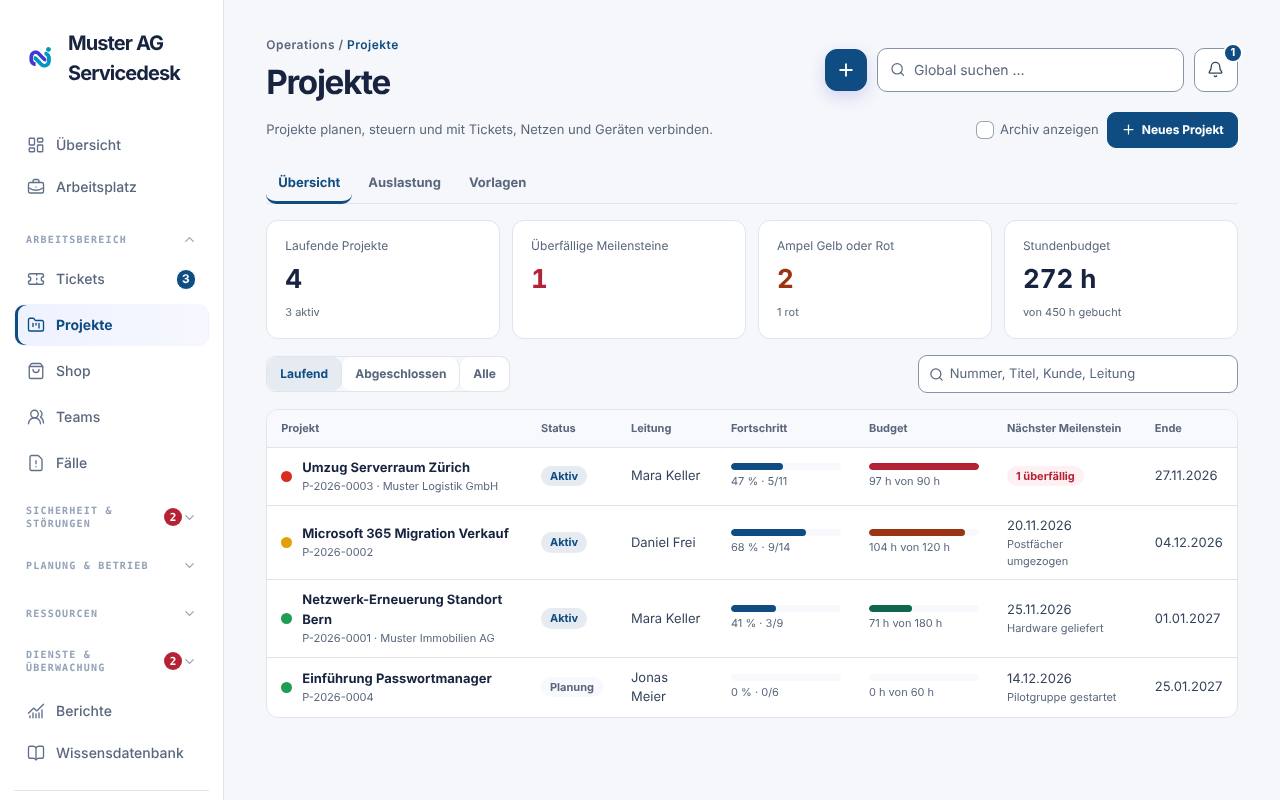 Muster AG
Servicedesk
Übersicht
Arbeitsplatz
ARBEITSBEREICH
Tickets 3
Projekte
Shop
Teams
Fälle
SICHERHEIT &
STÖRUNGEN 2
PLANUNG & BETRIEB
RESSOURCEN
DIENSTE &
ÜBERWACHUNG 2
Berichte
Wissensdatenbank
Operations / Projekte
Projekte
Global suchen …
1
Projekte planen, steuern und mit Tickets, Netzen und Geräten verbinden.
Archiv anzeigen
+ Neues Projekt
Übersicht Auslastung Vorlagen
Laufende Projekte
4
3 aktiv
Überfällige Meilensteine
1
Ampel Gelb oder Rot
2
1 rot
Stundenbudget
272 h
von 450 h gebucht
Laufend Abgeschlossen Alle
Nummer, Titel, Kunde, Leitung
Projekt Status Leitung Fortschritt Budget Nächster Meilenstein Ende
Umzug Serverraum Zürich
P-2026-0003 · Muster Logistik GmbH
Aktiv
Mara Keller
47 % · 5/11
97 h von 90 h
1 überfällig
27.11.2026
Microsoft 365 Migration Verkauf
P-2026-0002
Aktiv
Daniel Frei
68 % · 9/14
104 h von 120 h
20.11.2026
Postfächer
umgezogen
04.12.2026
Netzwerk-Erneuerung Standort
Bern
P-2026-0001 · Muster Immobilien AG
Aktiv
Mara Keller
41 % · 3/9
71 h von 180 h
25.11.2026
Hardware geliefert
01.01.2027
Einführung Passwortmanager
P-2026-0004
Planung
Jonas
Meier
0 % · 0/6
0 h von 60 h
14.12.2026
Pilotgruppe gestartet
25.01.2027